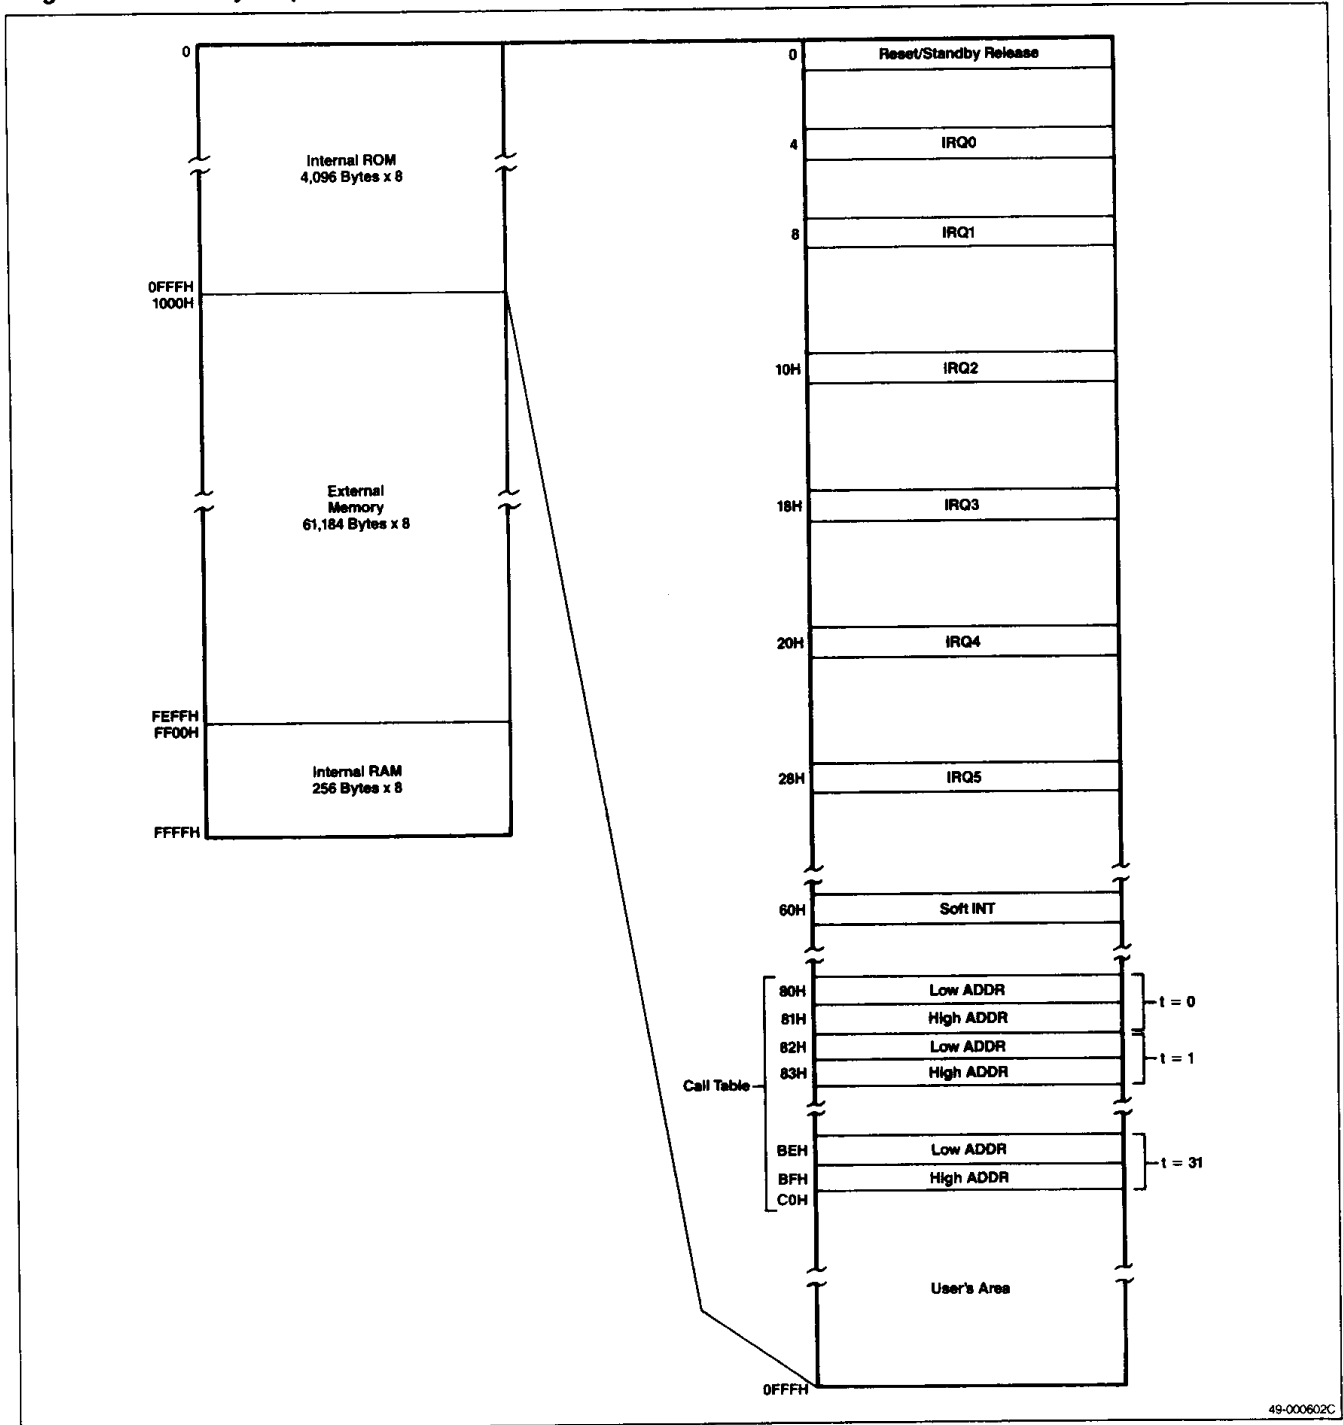 0
Internal ROM
4,096 Bytes x 8
0FFFH
1000H
External
Memory
61,184 Bytes x 8
FEFFH
FF00H
Internal RAM
256 Bytes x 8
FFFFH
0
Reset/Standby Release
4
IRQ0
8
IRQ1
10H
IRQ2
18H
IRQ3
20H
IRQ4
28H
IRQ5
60H
Soft INT
Call Table
80H
Low ADDR
81H
High ADDR
t = 0
82H
Low ADDR
83H
High ADDR
t = 1
BEH
Low ADDR
BFH
High ADDR
t = 31
C0H
User's Area
0FFFH
49-000602C